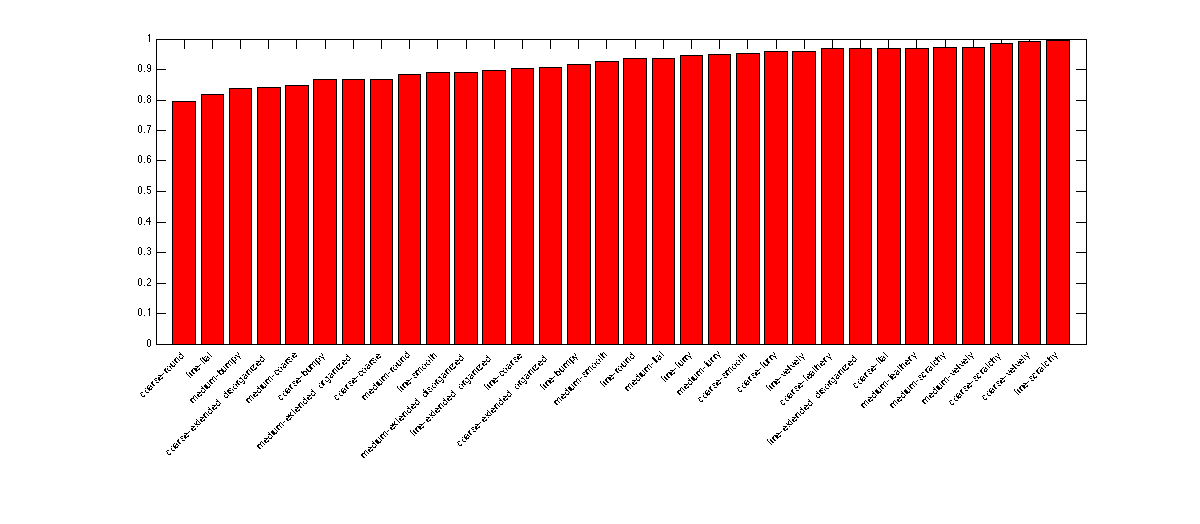 1
0.9
0.8
0.7
0.6
0.5
0.4
0.3
0.2
0.1
0
coarse-round
fine-flat
medium-bumpy
coarse-extended disorganized
medium-coarse
coarse-bumpy
medium-extended organized
coarse-coarse
medium-round
fine-smooth
medium-extended disorganized
fine-extended organized
fine-coarse
coarse-extended organized
fine-bumpy
medium-smooth
fine-round
medium-flat
fine-furry
medium-furry
coarse-smooth
coarse-furry
fine-velvety
coarse-leathery
fine-extended disorganized
coarse-flat
medium-leathery
medium-scratchy
medium-velvety
coarse-scratchy
coarse-velvety
fine-scratchy